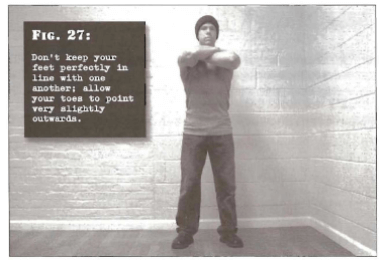 FIG. 27:
Don't keep your
feet perfectly in
line with one
another; allow
your toes to point
very slightly
outwards.